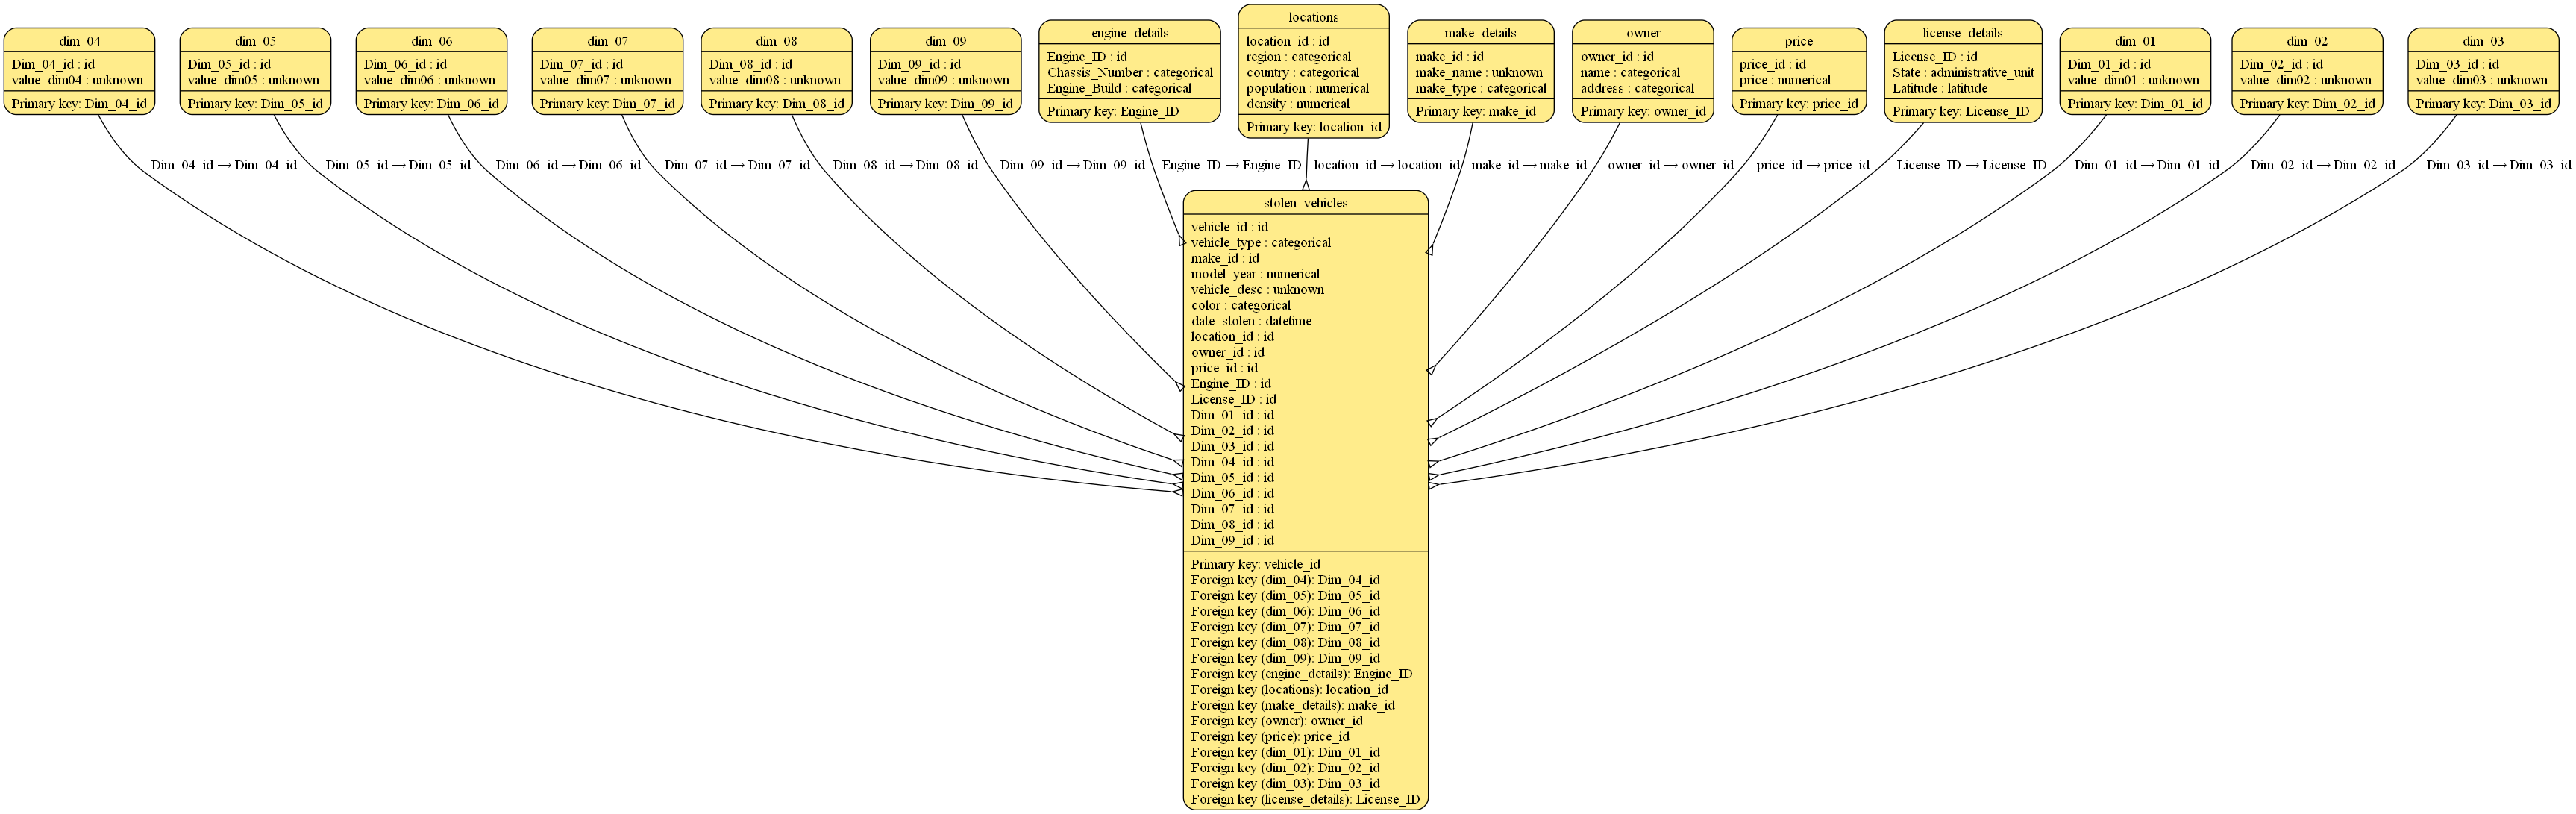 dim_04
Dim_04_id : id
value_dim04 : unknown
Primary key: Dim_04_id
dim_05
Dim_05_id : id
value_dim05 : unknown
Primary key: Dim_05_id
dim_06
Dim_06_id : id
value_dim06 : unknown
Primary key: Dim_06_id
dim_07
Dim_07_id : id
value_dim07 : unknown
Primary key: Dim_07_id
dim_08
Dim_08_id : id
value_dim08 : unknown
Primary key: Dim_08_id
dim_09
Dim_09_id : id
value_dim09 : unknown
Primary key: Dim_09_id
engine_details
Engine_ID : id
Chassis_Number : categorical
Engine_Build : categorical
Primary key: Engine_ID
locations
location_id : id
region : categorical
country : categorical
population : numerical
density : numerical
Primary key: location_id
make_details
make_id : id
make_name : unknown
make_type : categorical
Primary key: make_id
owner
owner_id : id
name : categorical
address : categorical
Primary key: owner_id
price
price_id : id
price : numerical
Primary key: price_id
license_details
License_ID : id
State : administrative_unit
Latitude : latitude
Primary key: License_ID
dim_01
Dim_01_id : id
value_dim01 : unknown
Primary key: Dim_01_id
dim_02
Dim_02_id : id
value_dim02 : unknown
Primary key: Dim_02_id
dim_03
Dim_03_id : id
value_dim03 : unknown
Primary key: Dim_03_id
Dim_04_id → Dim_04_id
Dim_05_id → Dim_05_id
Dim_06_id → Dim_06_id
Dim_07_id → Dim_07_id
Dim_08_id → Dim_08_id
Dim_09_id → Dim_09_id
Engine_ID → Engine_ID
location_id → location_id
make_id → make_id
owner_id → owner_id
price_id → price_id
License_ID → License_ID
Dim_01_id → Dim_01_id
Dim_02_id → Dim_02_id
Dim_03_id → Dim_03_id
stolen_vehicles
vehicle_id : id
vehicle_type : categorical
make_id : id
model_year : numerical
vehicle_desc : unknown
color : categorical
date_stolen : datetime
location_id : id
owner_id : id
price_id : id
Engine_ID : id
License_ID : id
Dim_01_id : id
Dim_02_id : id
Dim_03_id : id
Dim_04_id : id
Dim_05_id : id
Dim_06_id : id
Dim_07_id : id
Dim_08_id : id
Dim_09_id : id
Primary key: vehicle_id
Foreign key (dim_04): Dim_04_id
Foreign key (dim_05): Dim_05_id
Foreign key (dim_06): Dim_06_id
Foreign key (dim_07): Dim_07_id
Foreign key (dim_08): Dim_08_id
Foreign key (dim_09): Dim_09_id
Foreign key (engine_details): Engine_ID
Foreign key (locations): location_id
Foreign key (make_details): make_id
Foreign key (owner): owner_id
Foreign key (price): price_id
Foreign key (dim_01): Dim_01_id
Foreign key (dim_02): Dim_02_id
Foreign key (dim_03): Dim_03_id
Foreign key (license_details): License_ID